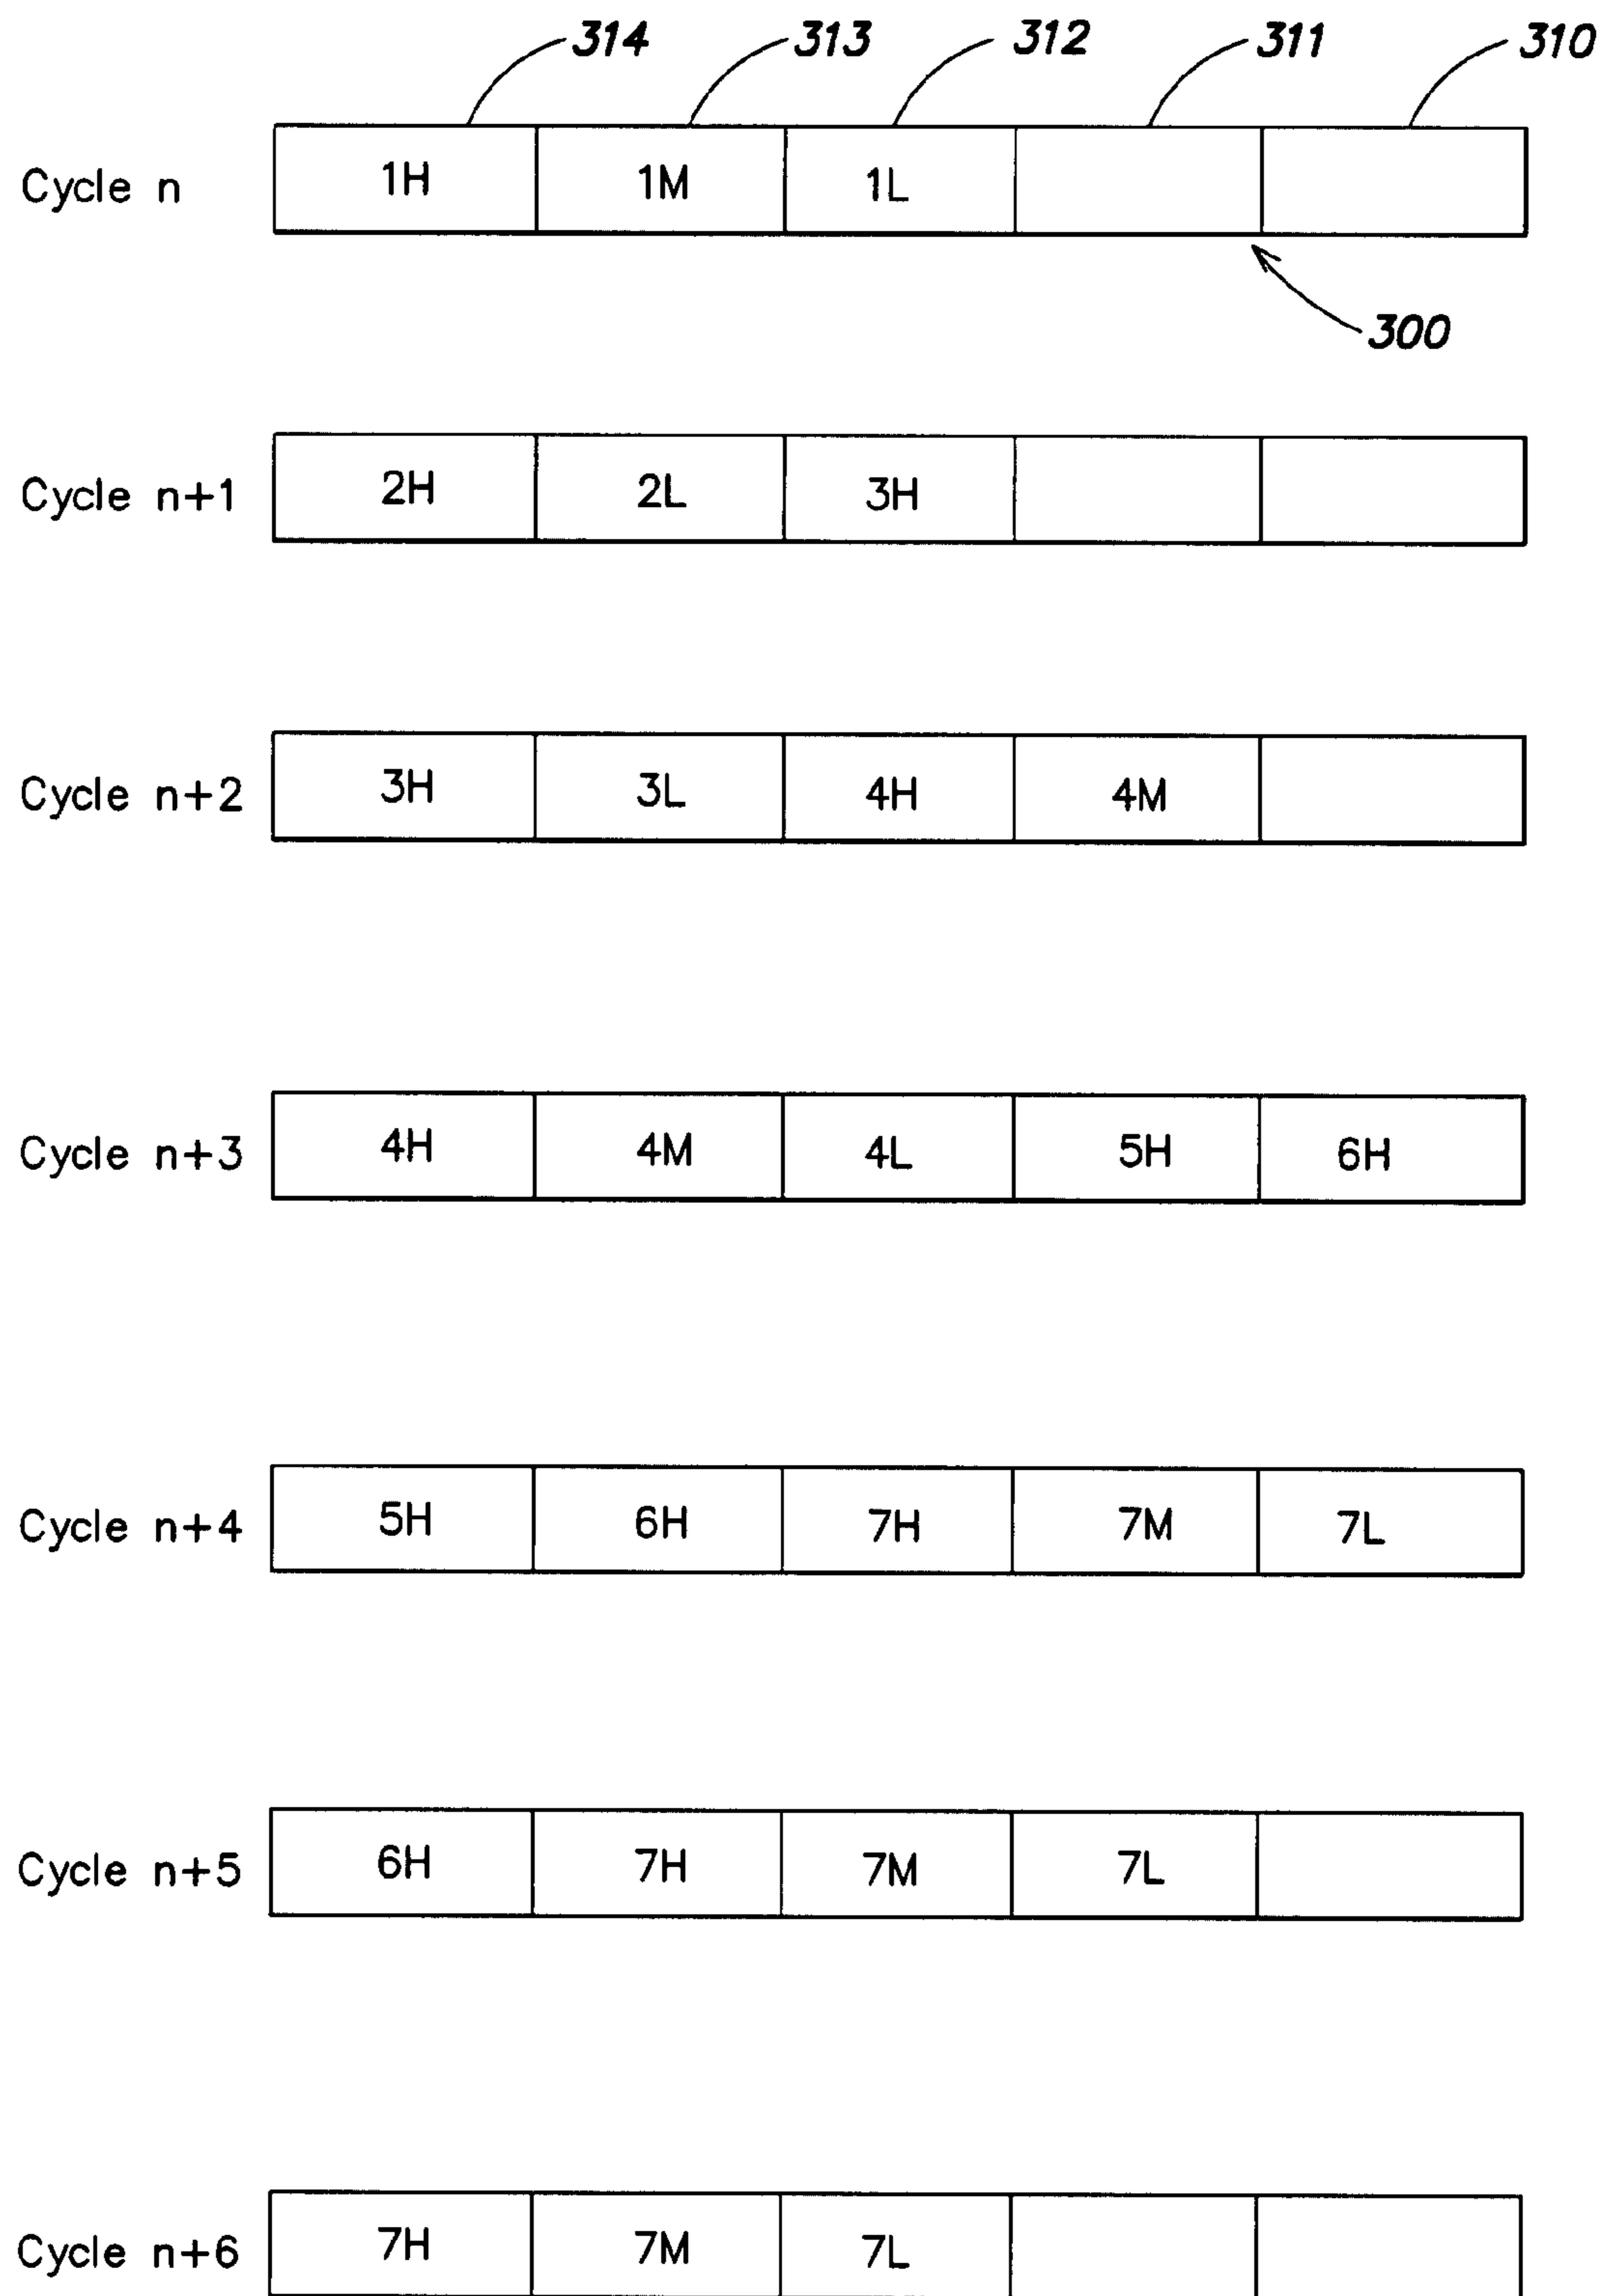 314 313 312 311 310
Cycle n 1H 1M 1L
300
Cycle n+1 2H 2L 3H
Cycle n+2 3H 3L 4H 4M
Cycle n+3 4H 4M 4L 5H 6H
Cycle n+4 5H 6H 7H 7M 7L
Cycle n+5 6H 7H 7M 7L
Cycle n+6 7H 7M 7L